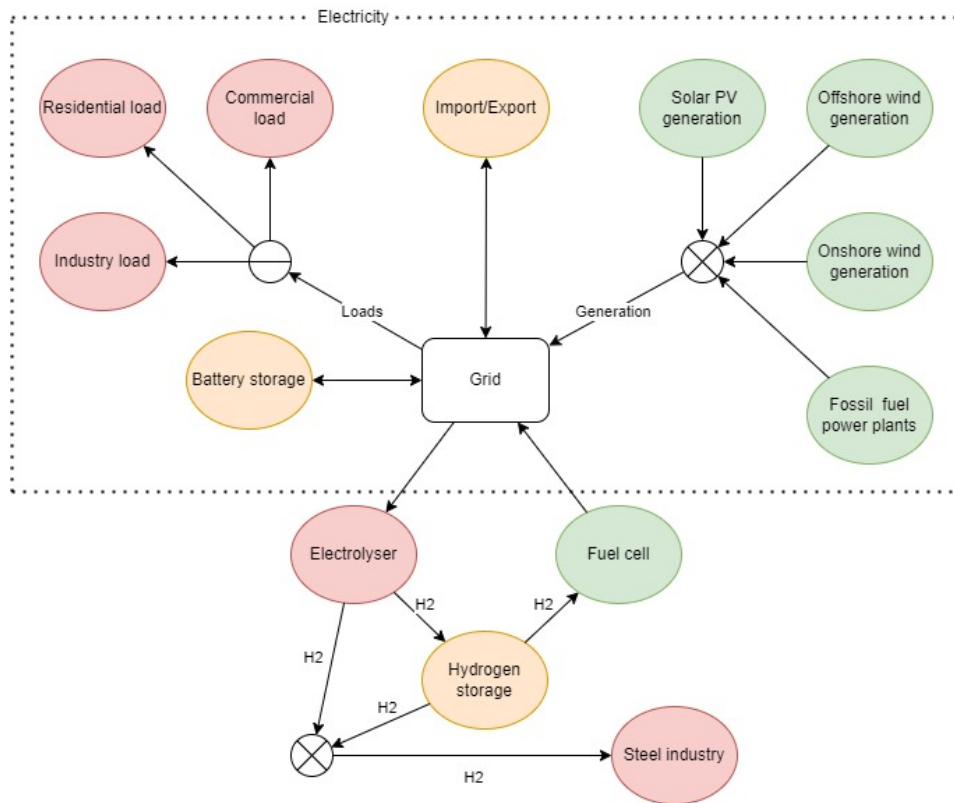 Electricity
Residential load
Commercial
load
Import/Export
Solar PV
generation
Offshore wind
generation
Industry load
Onshore wind
generation
Loads
Generation
Battery storage
Grid
Fossil fuel
power plants
Electrolyser
Fuel cell
H2
H2
H2
Hydrogen
storage
H2
Steel industry
H2